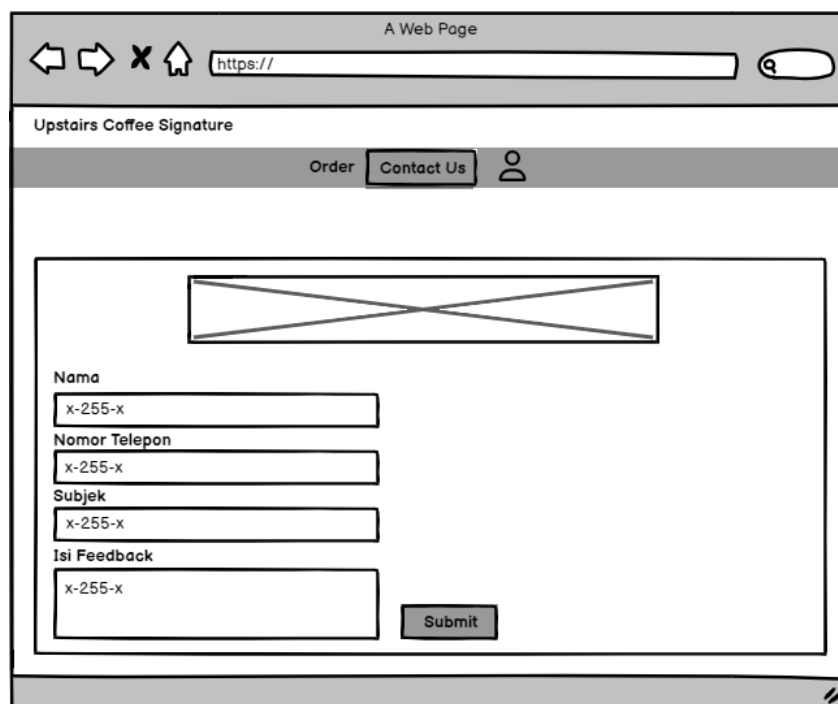 A Web Page
https://
Upstairs Coffee Signature
Order Contact Us
Nama
x-255-x
Nomor Telepon
x-255-x
Subjek
x-255-x
Isi Feedback
x-255-x
Submit